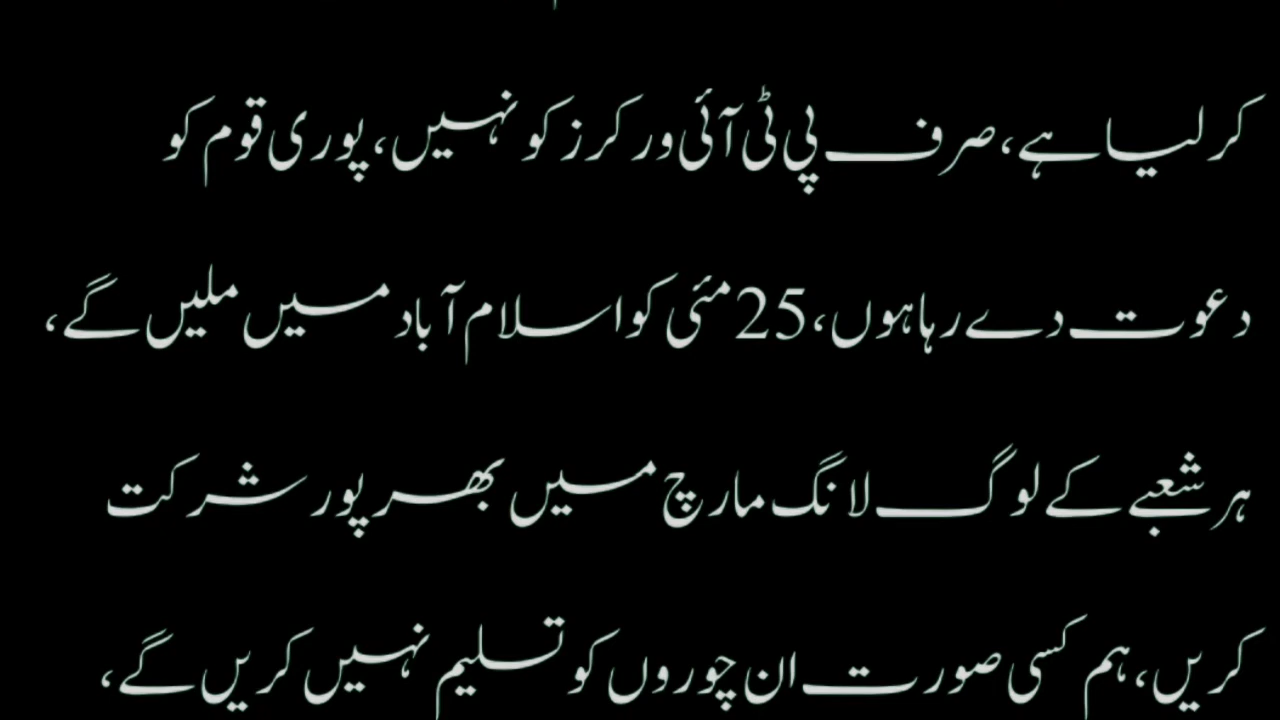 کر لیا ہے، صرف پی ٹی آئی ورکرز کو نہیں، پوری قوم کو
دعوت دے رہا ہوں، 25 مئی کو اسلام آباد میں ملیں گے،
ہر شعبے کے لوگ لانگ مارچ میں بھرپور شرکت
کریں، ہم کسی صورت ان چوروں کو تسلیم نہیں کریں گے،